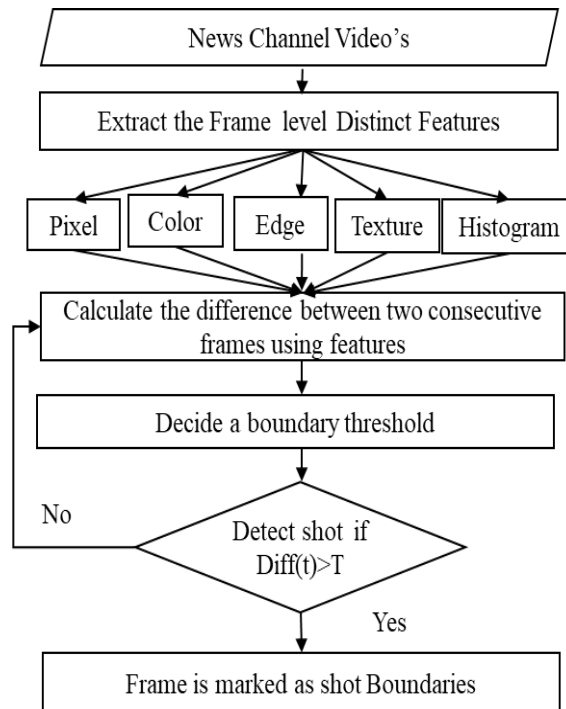 News Channel Video's
Extract the Frame level Distinct Features
Pixel
Color
Edge
Texture
Histogram
Calculate the difference between two consecutive
frames using features
Decide a boundary threshold
No
Detect shot if
Diff(t)>T
Yes
Frame is marked as shot Boundaries